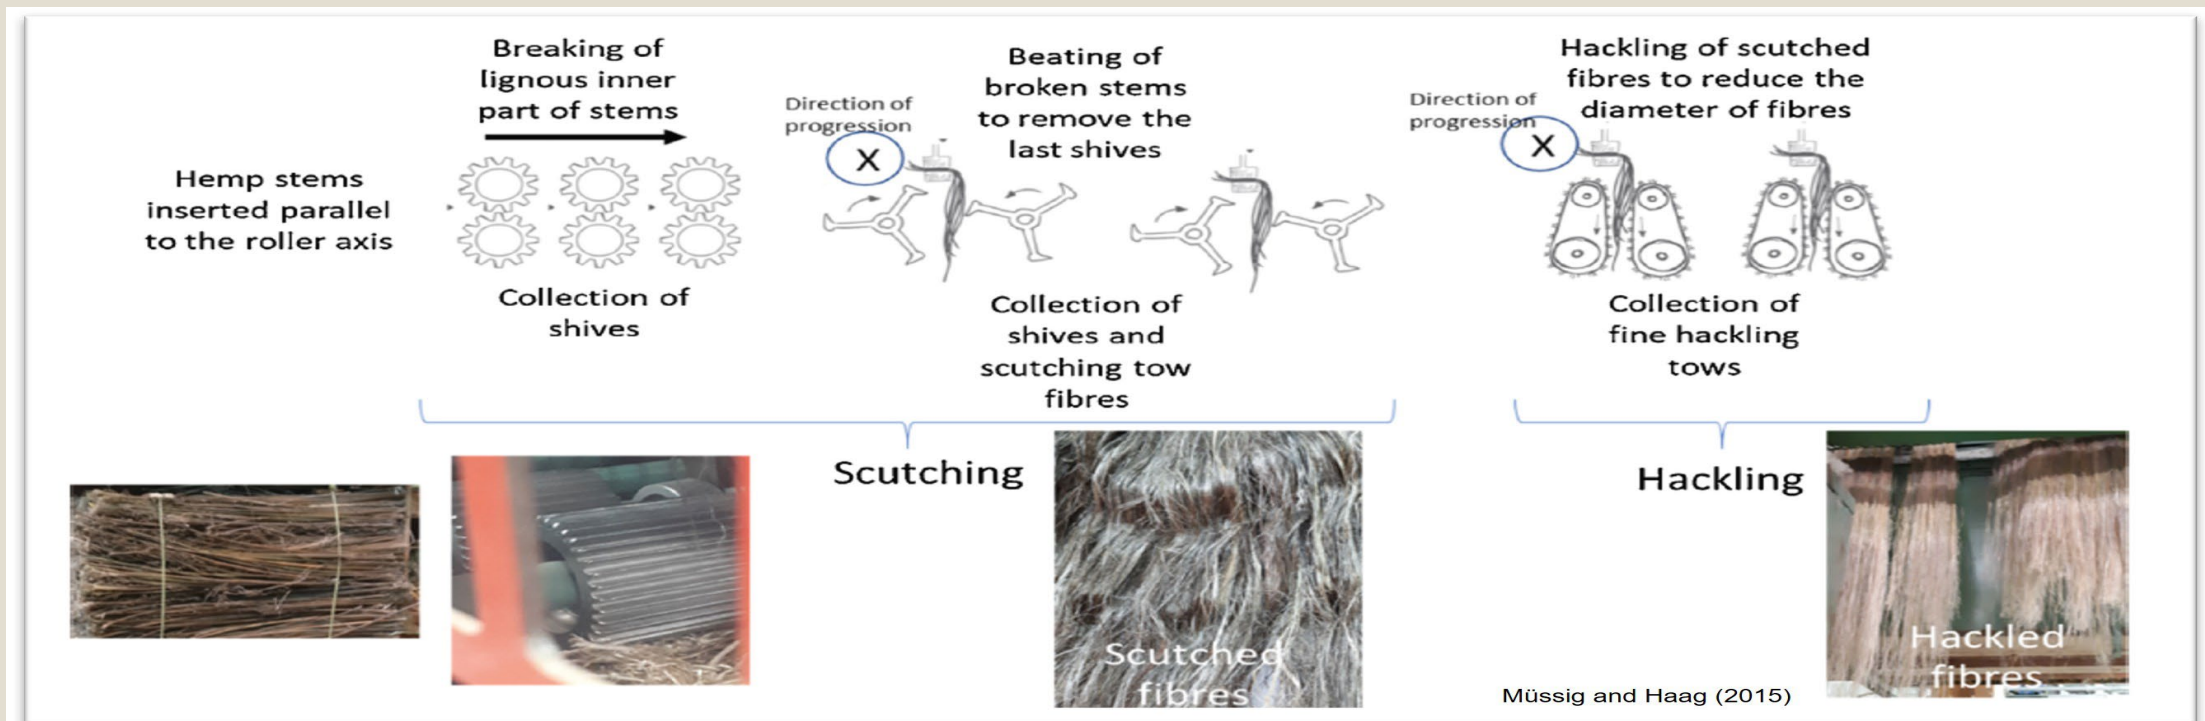 Hemp stems
inserted parallel
to the roller axis
Breaking of
lignous inner
part of stems
Collection of
shives
Direction of
progression
X
Beating of
broken stems
to remove the
last shives
Collection of
shives and
scutching tow
fibres
Direction of
progression
X
Hackling of scutched
fibres to reduce the
diameter of fibres
Collection of
fine hackling
tows
Scutching
Hackling
Scutched
fibres
Hackled
fibres
Müssig and Haag (2015)